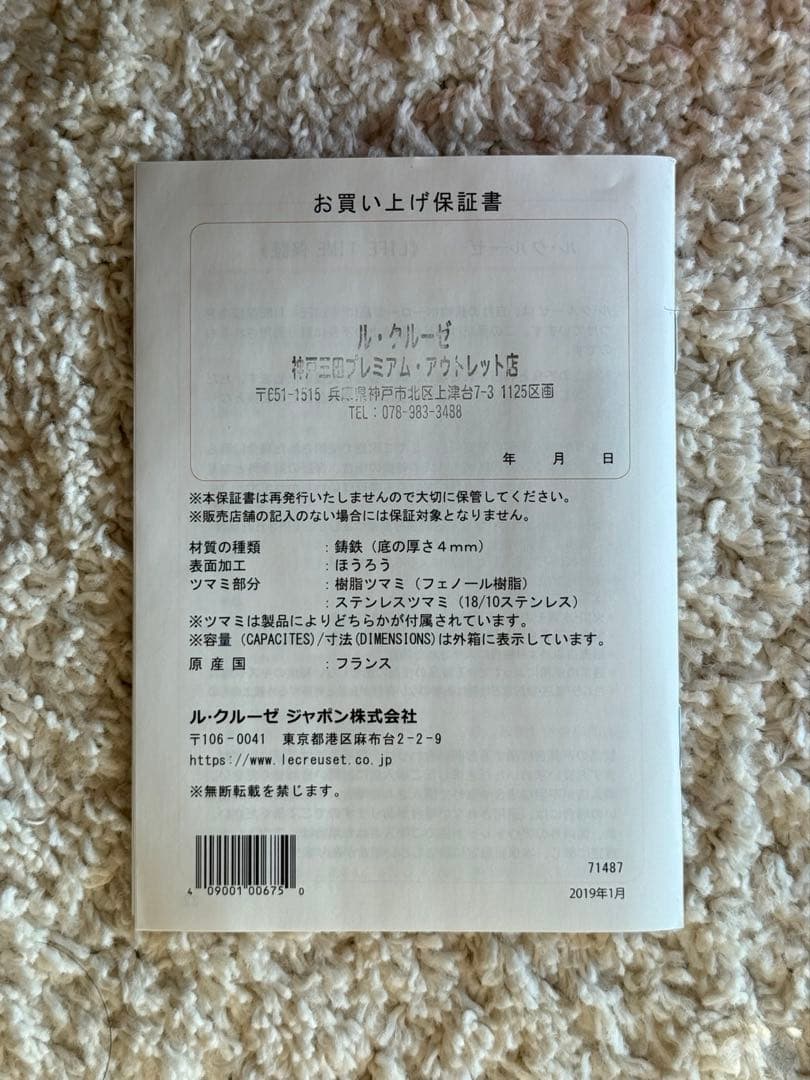 お買い上げ保証書
ル・クルーゼ
神戸三田プレミアム・アウトレット店
〒651-1515 兵庫県神戸市北区上津台7-3 1125区画
TEL：078-983-3488
年 月 日
※本保証書は再発行いたしませんので大切に保管してください。
※販売店舗の記入のない場合には保証対象となりません。
材質の種類 ：鋳鉄（底の厚さ４ｍｍ）
表面加工 ：ほうろう
ツマミ部分 ：樹脂ツマミ（フェノール樹脂）
：ステンレスツマミ（18/10ステンレス）
※ツマミは製品によりどちらかが付属されています。
※容量（CAPACITES)/寸法(DIMENSIONS)は外箱に表示しています。
原 産 国 ：フランス
ル・クルーゼ ジャポン株式会社
〒106-0041 東京都港区麻布台2-2-9
https://www.lecreuset.co.jp
※無断転載を禁じます。
4 09001 00675 0
71487
2019年1月